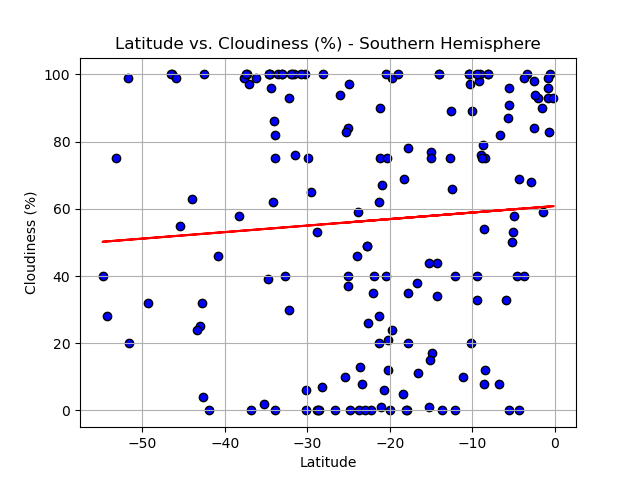 Latitude vs. Cloudiness (%) - Southern Hemisphere
100
80
60
40
20
0
Cloudiness (%)
−50 −40 −30 −20 −10 0
Latitude